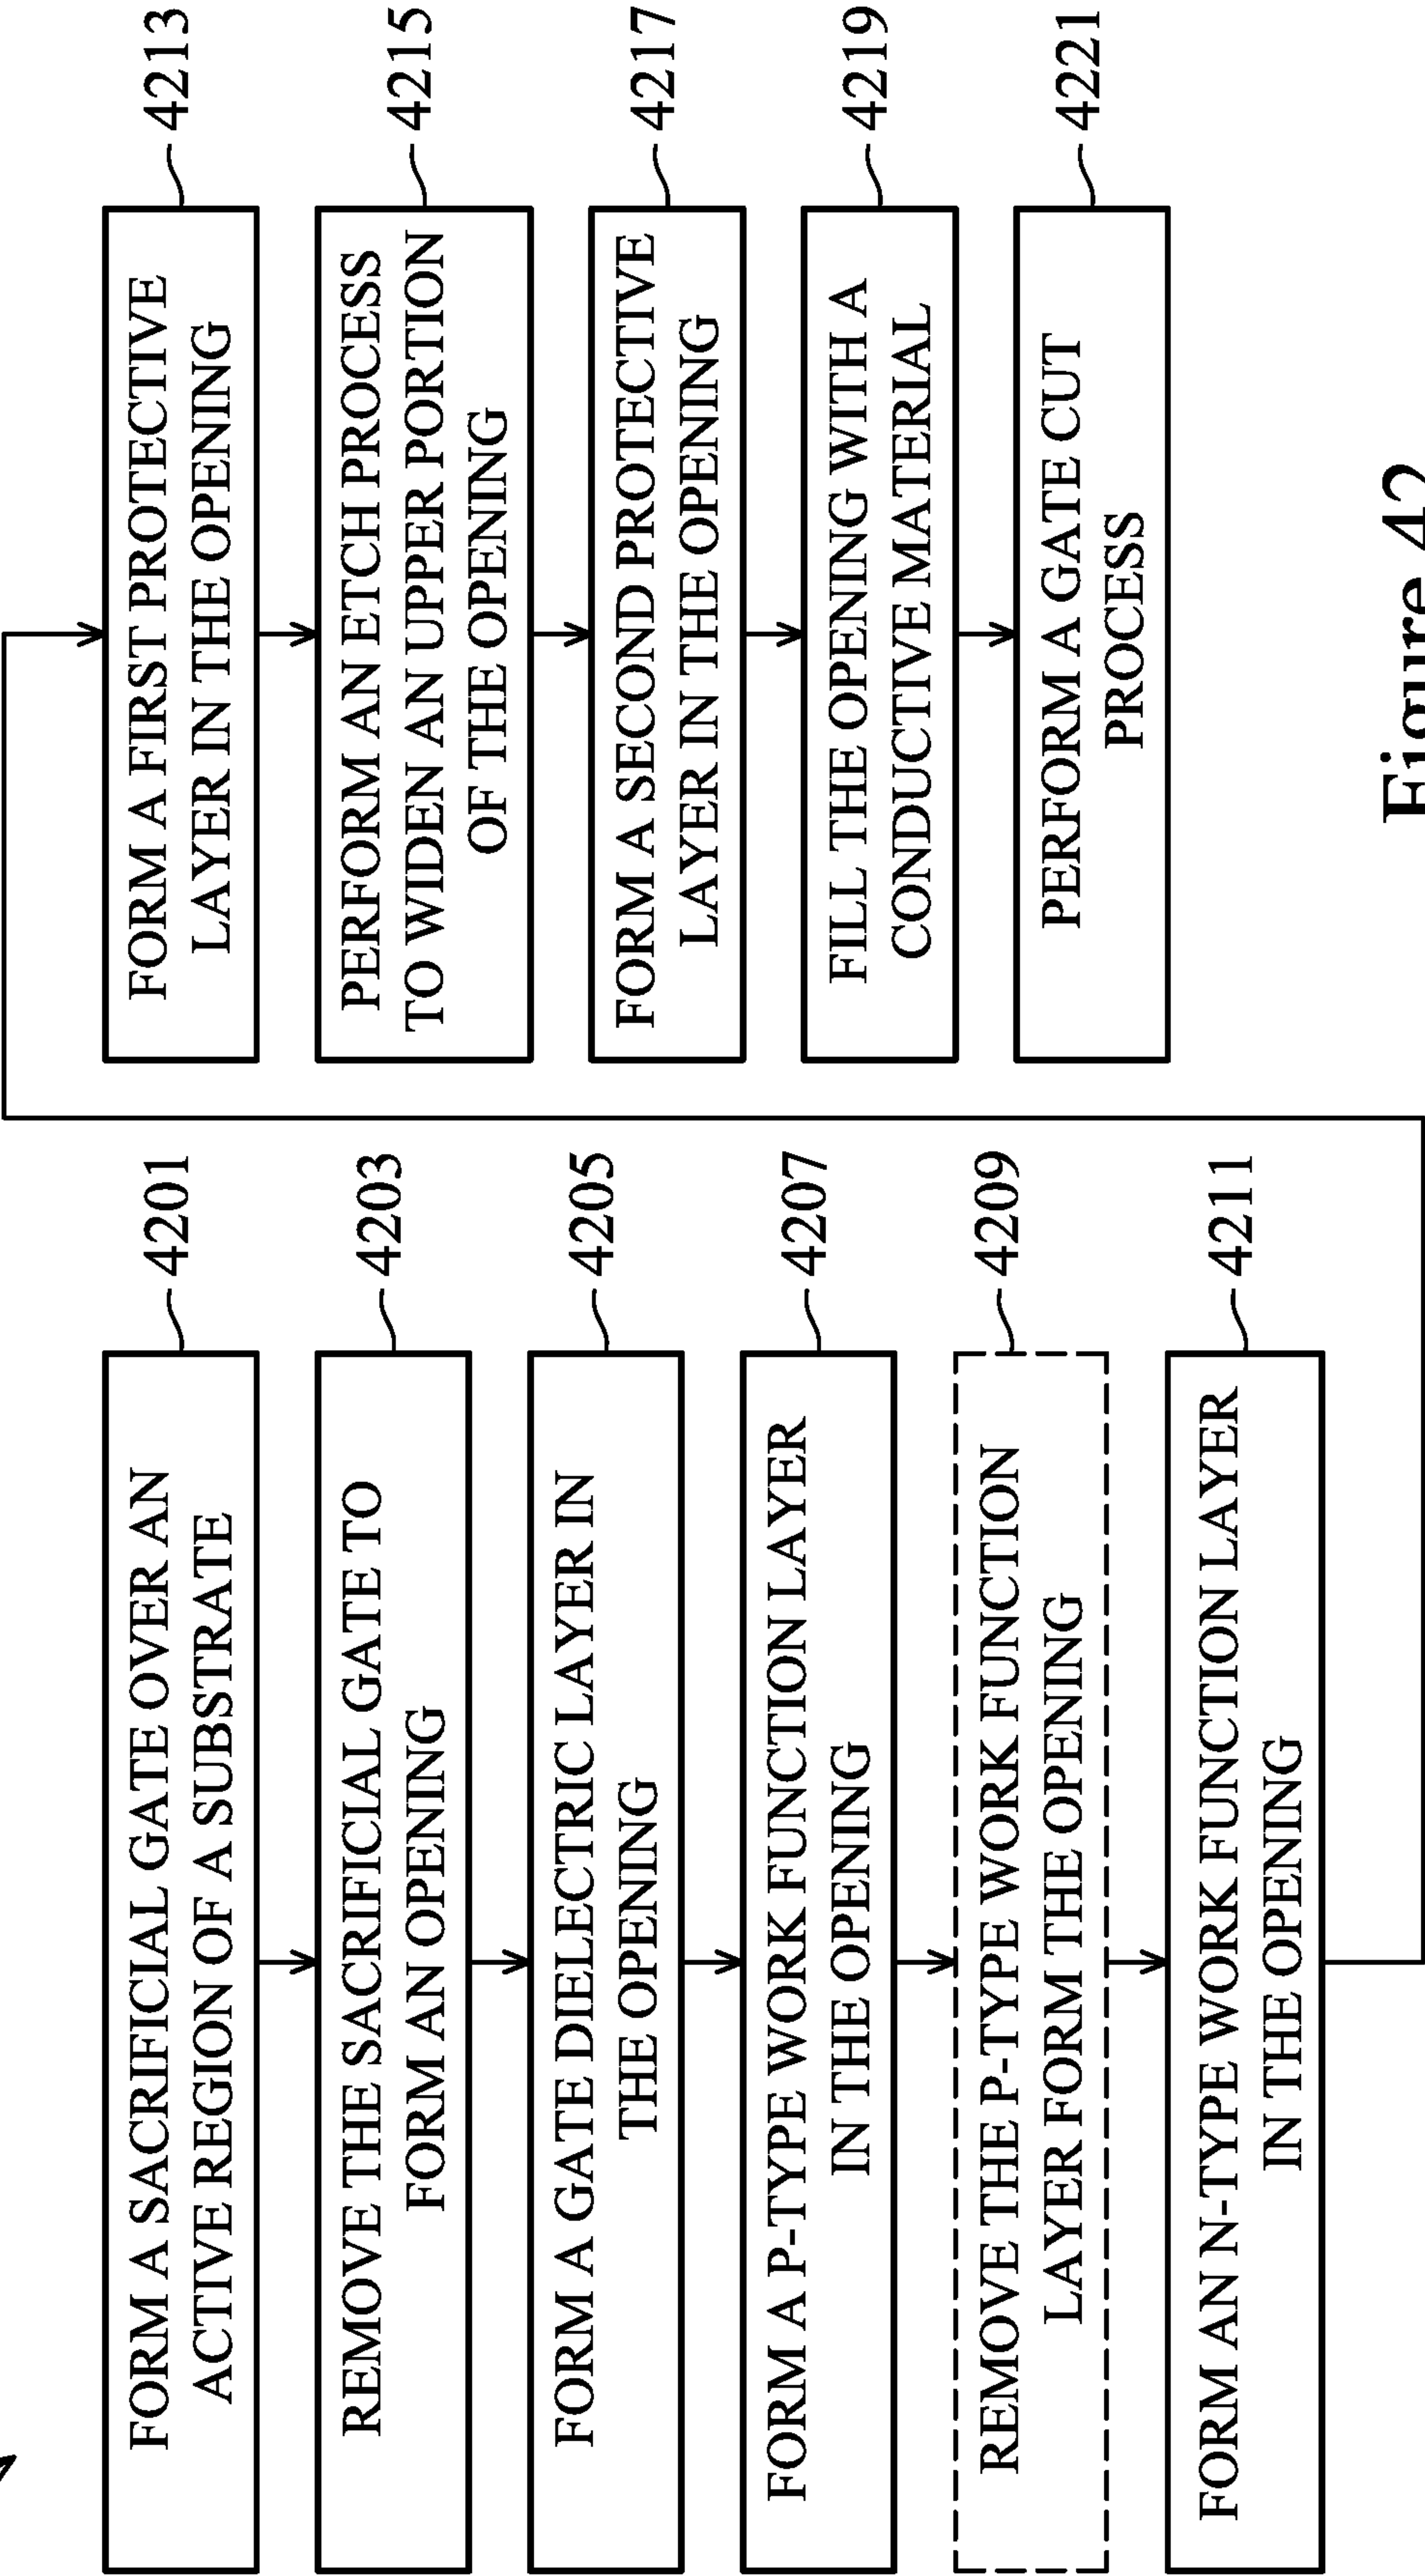 FORM A SACRIFICIAL GATE OVER AN
ACTIVE REGION OF A SUBSTRATE
4201
REMOVE THE SACRIFICIAL GATE TO
FORM AN OPENING
4203
FORM A GATE DIELECTRIC LAYER IN
THE OPENING
4205
FORM A P-TYPE WORK FUNCTION LAYER
IN THE OPENING
4207
REMOVE THE P-TYPE WORK FUNCTION
LAYER FORM THE OPENING
4209
FORM AN N-TYPE WORK FUNCTION LAYER
IN THE OPENING
4211
FORM A FIRST PROTECTIVE
LAYER IN THE OPENING
4213
PERFORM AN ETCH PROCESS
TO WIDEN AN UPPER PORTION
OF THE OPENING
4215
FORM A SECOND PROTECTIVE
LAYER IN THE OPENING
4217
FILL THE OPENING WITH A
CONDUCTIVE MATERIAL
4219
PERFORM A GATE CUT
PROCESS
4221
Figure 42